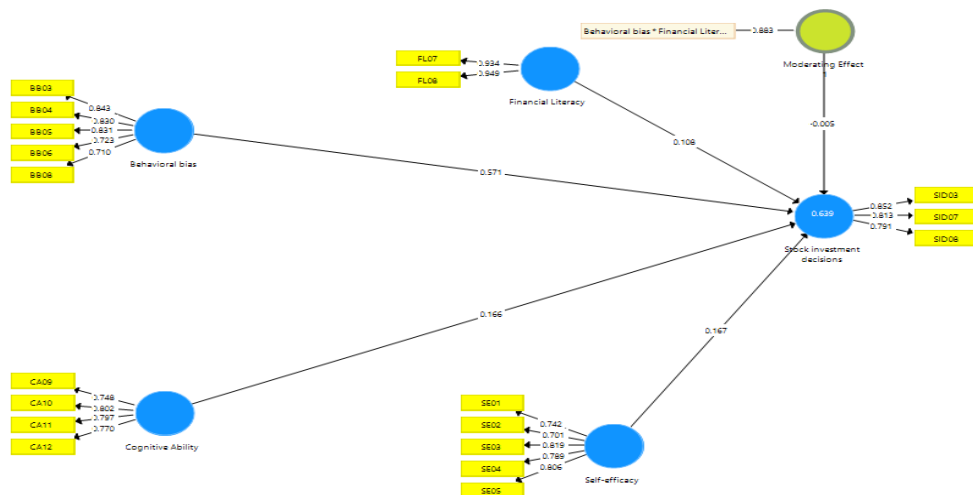 Behavioral bias * Financial Liter...
0.883
Moderating Effect
1
FL07
FL08
0.934
0.949
Financial Literacy
BB03
BB04
BB05
BB06
BB08
0.843
0.830
0.831
0.723
0.710
Behavioral bias
-0.005
0.108
0.571
0.639
Stock investment
decisions
0.852
0.813
0.791
SID03
SID07
SID08
0.166
0.167
CA09
CA10
CA11
CA12
0.748
0.802
0.797
0.770
Cognitive Ability
SE01
SE02
SE03
SE04
SE05
0.742
0.701
0.819
0.789
0.806
Self-efficacy